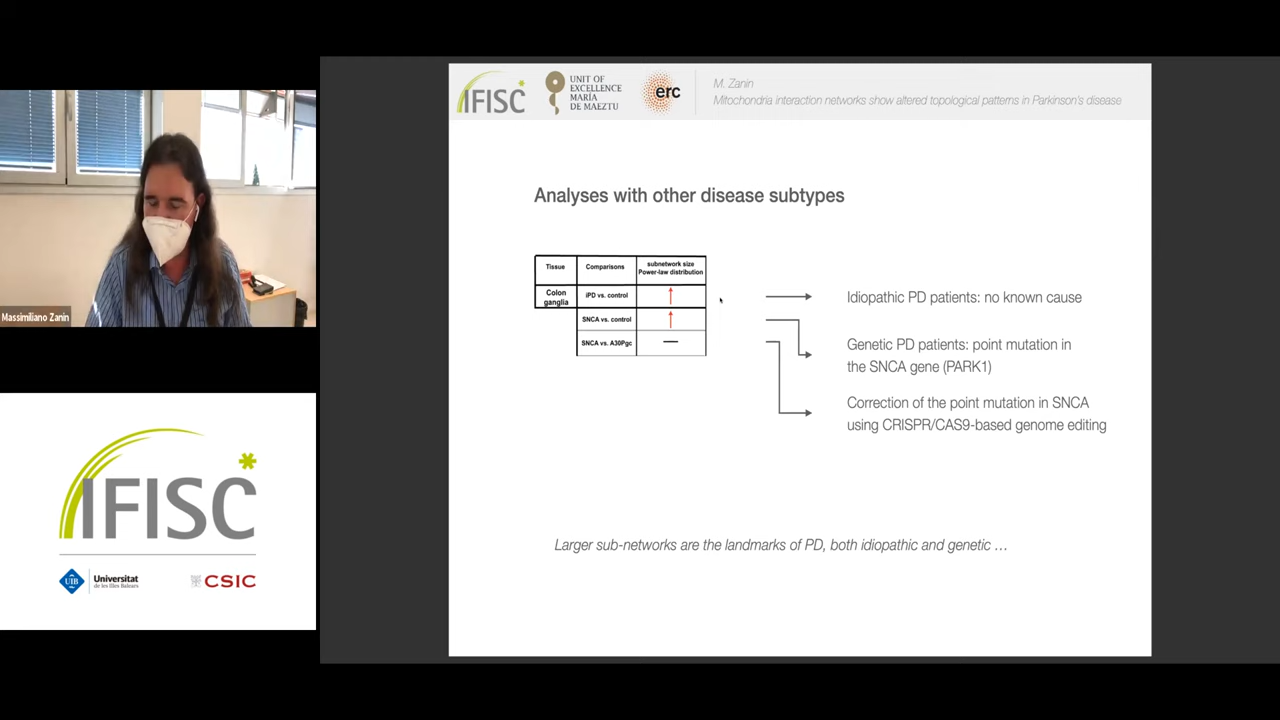 IFISC
UNIT OF
EXCELLENCE
MARÍA
DE MAEZTU
erc
M. Zanin
Mitochondria interaction networks show altered topological patterns in Parkinson's disease
Analyses with other disease subtypes
Tissue
Comparisons
subnetwork size
Power-law distribution
Colon
ganglia
iPD vs. control
SNCA vs. control
SNCA vs. A30Pgc
Idiopathic PD patients: no known cause
Genetic PD patients: point mutation in
the SNCA gene (PARK1)
Correction of the point mutation in SNCA
using CRISPR/CAS9-based genome editing
Larger sub-networks are the landmarks of PD, both idiopathic and genetic …
Massimiliano Zanin
IFISC
UIB
Universitat
de les Illes Balears
CSIC